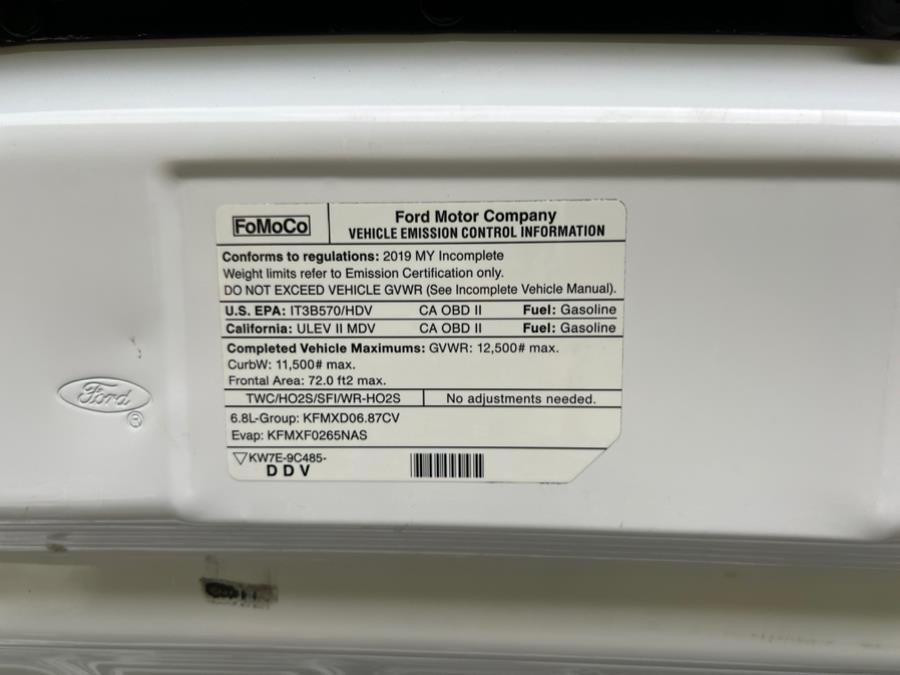 FoMoCo
Ford Motor Company
VEHICLE EMISSION CONTROL INFORMATION
Conforms to regulations: 2019 MY Incomplete
Weight limits refer to Emission Certification only.
DO NOT EXCEED VEHICLE GVWR (See Incomplete Vehicle Manual).
U.S. EPA: IT3B570/HDV CA OBD II Fuel: Gasoline
California: ULEV II MDV CA OBD II Fuel: Gasoline
Completed Vehicle Maximums: GVWR: 12,500# max.
CurbW: 11,500# max.
Frontal Area: 72.0 ft2 max.
TWC/HO2S/SFI/WR-HO2S No adjustments needed.
6.8L-Group: KFMXD06.87CV
Evap: KFMXF0265NAS
KW7E-9C485-
DDV
Ford
®